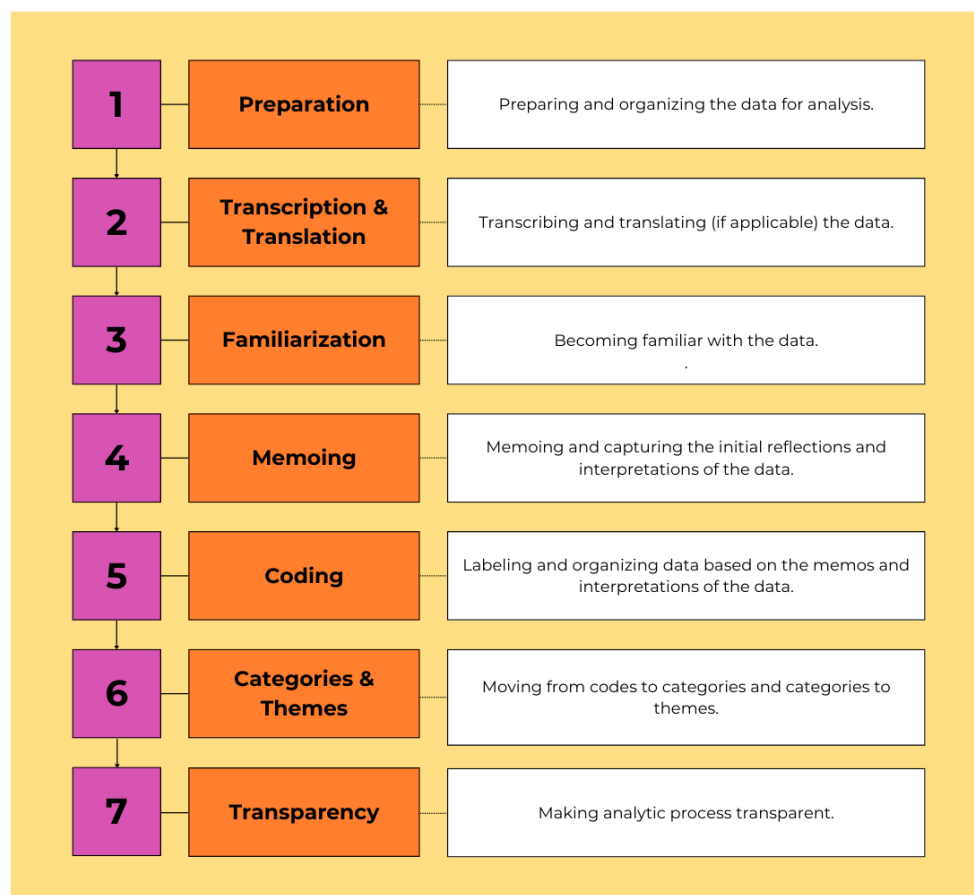 1
Preparation
Preparing and organizing the data for analysis.
2
Transcription &
Translation
Transcribing and translating (if applicable) the data.
3
Familiarization
Becoming familiar with the data.
.
4
Memoing
Memoing and capturing the initial reflections and
interpretations of the data.
5
Coding
Labeling and organizing data based on the memos and
interpretations of the data.
6
Categories &
Themes
Moving from codes to categories and categories to
themes.
7
Transparency
Making analytic process transparent.